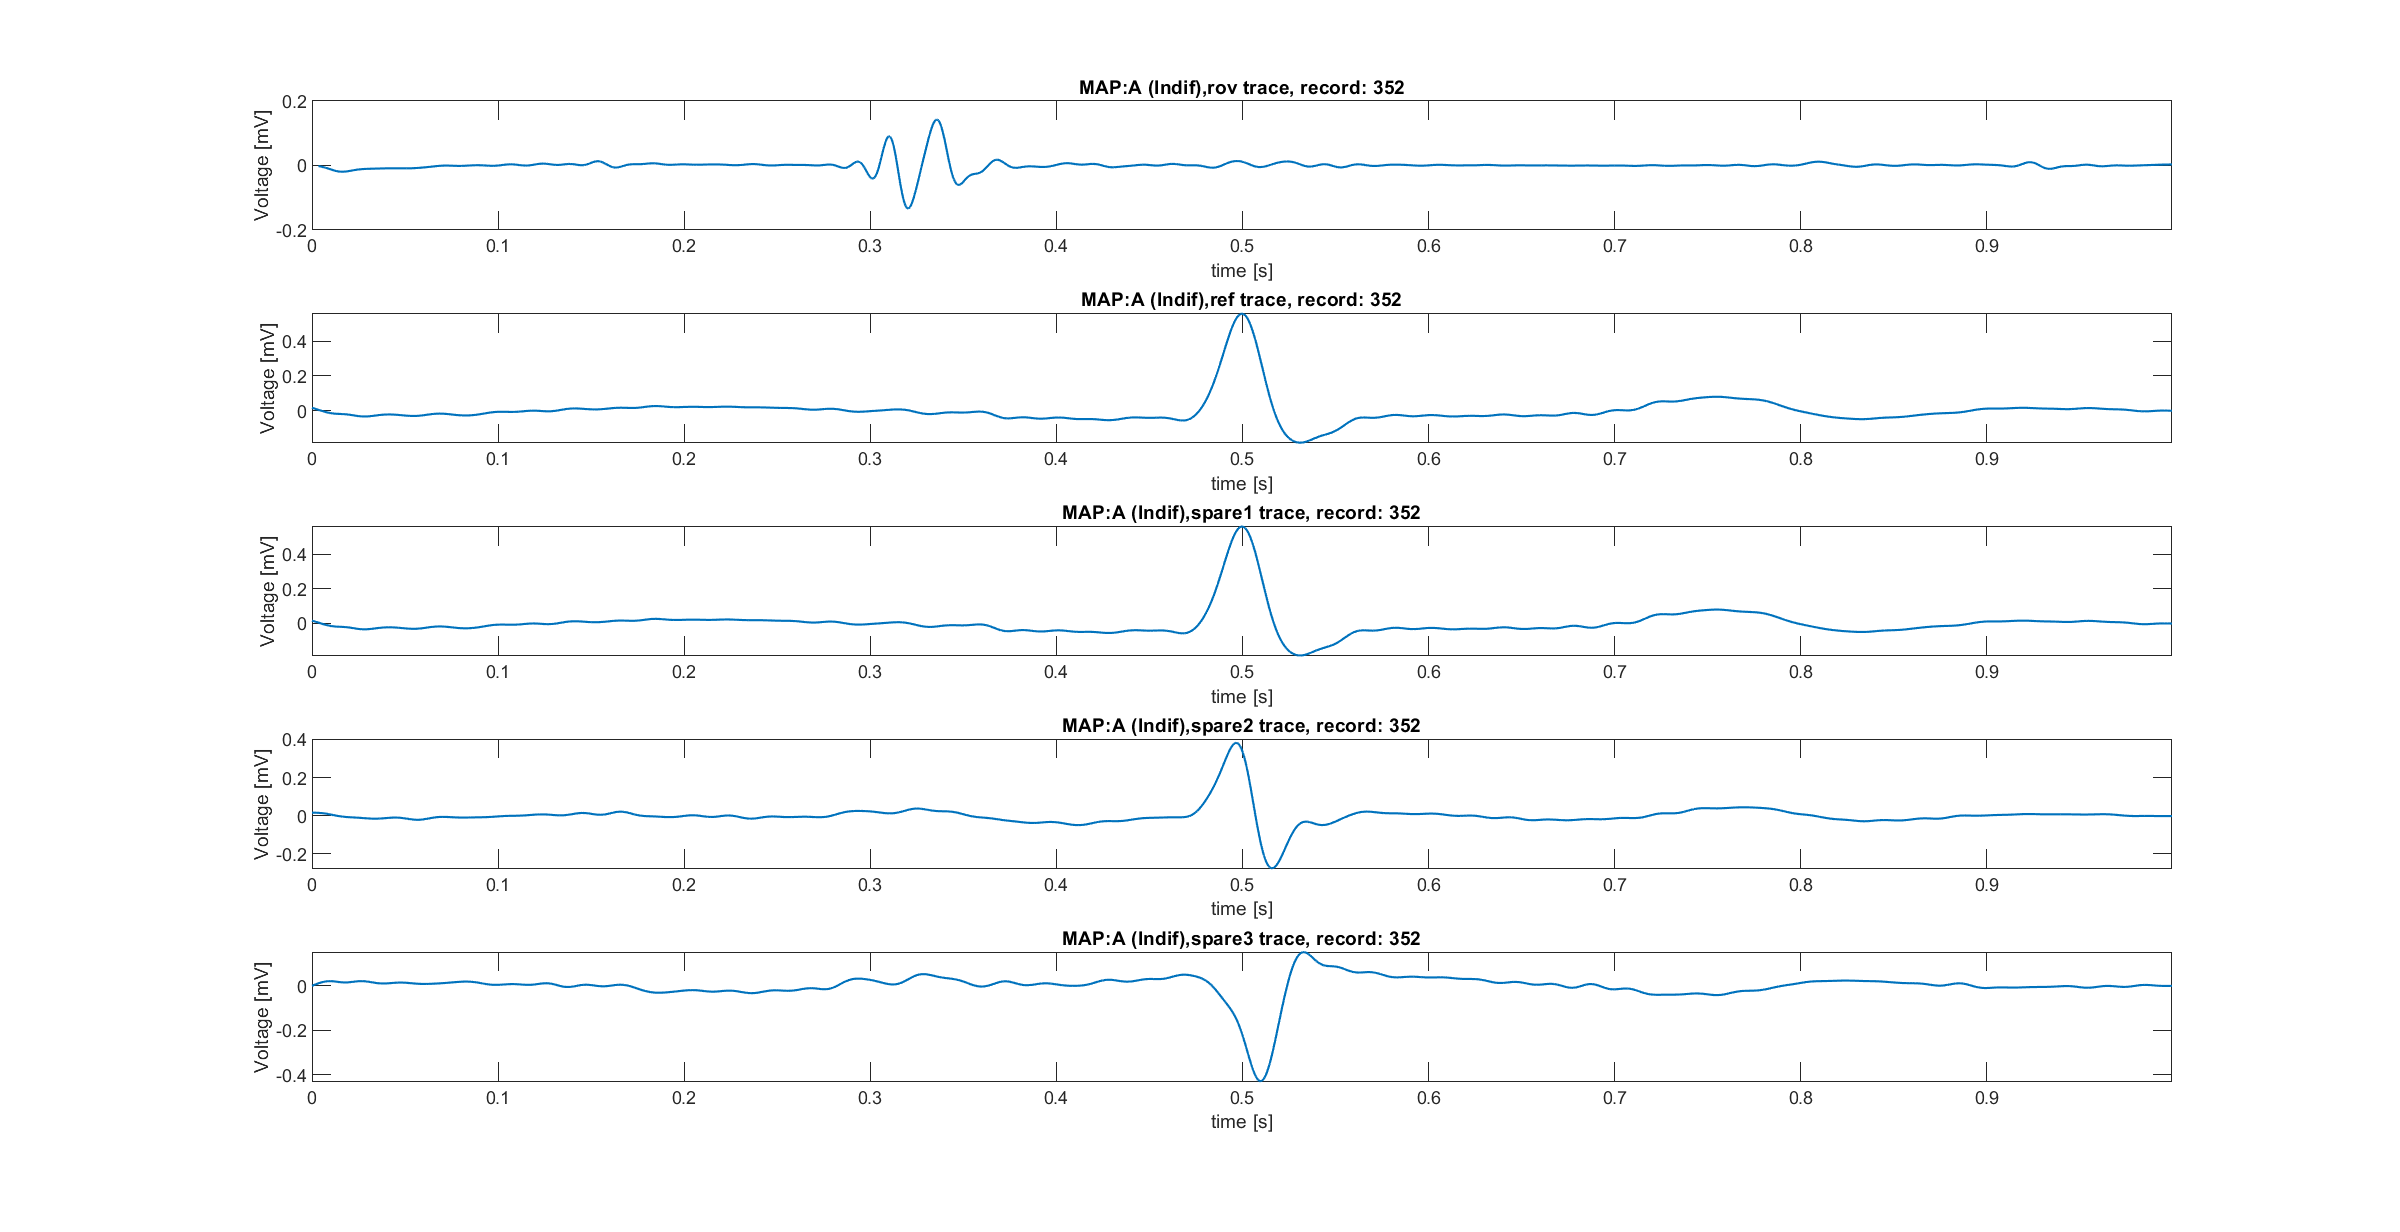 MAP:A (Indif),rov trace, record: 352
Voltage [mV]
0.2
0
-0.2
0 0.1 0.2 0.3 0.4 0.5 0.6 0.7 0.8 0.9
time [s]
MAP:A (Indif),ref trace, record: 352
Voltage [mV]
0.4
0.2
0
0 0.1 0.2 0.3 0.4 0.5 0.6 0.7 0.8 0.9
time [s]
MAP:A (Indif),spare1 trace, record: 352
Voltage [mV]
0.4
0.2
0
0 0.1 0.2 0.3 0.4 0.5 0.6 0.7 0.8 0.9
time [s]
MAP:A (Indif),spare2 trace, record: 352
Voltage [mV]
0.4
0.2
0
-0.2
0 0.1 0.2 0.3 0.4 0.5 0.6 0.7 0.8 0.9
time [s]
MAP:A (Indif),spare3 trace, record: 352
Voltage [mV]
0
-0.2
-0.4
0 0.1 0.2 0.3 0.4 0.5 0.6 0.7 0.8 0.9
time [s]